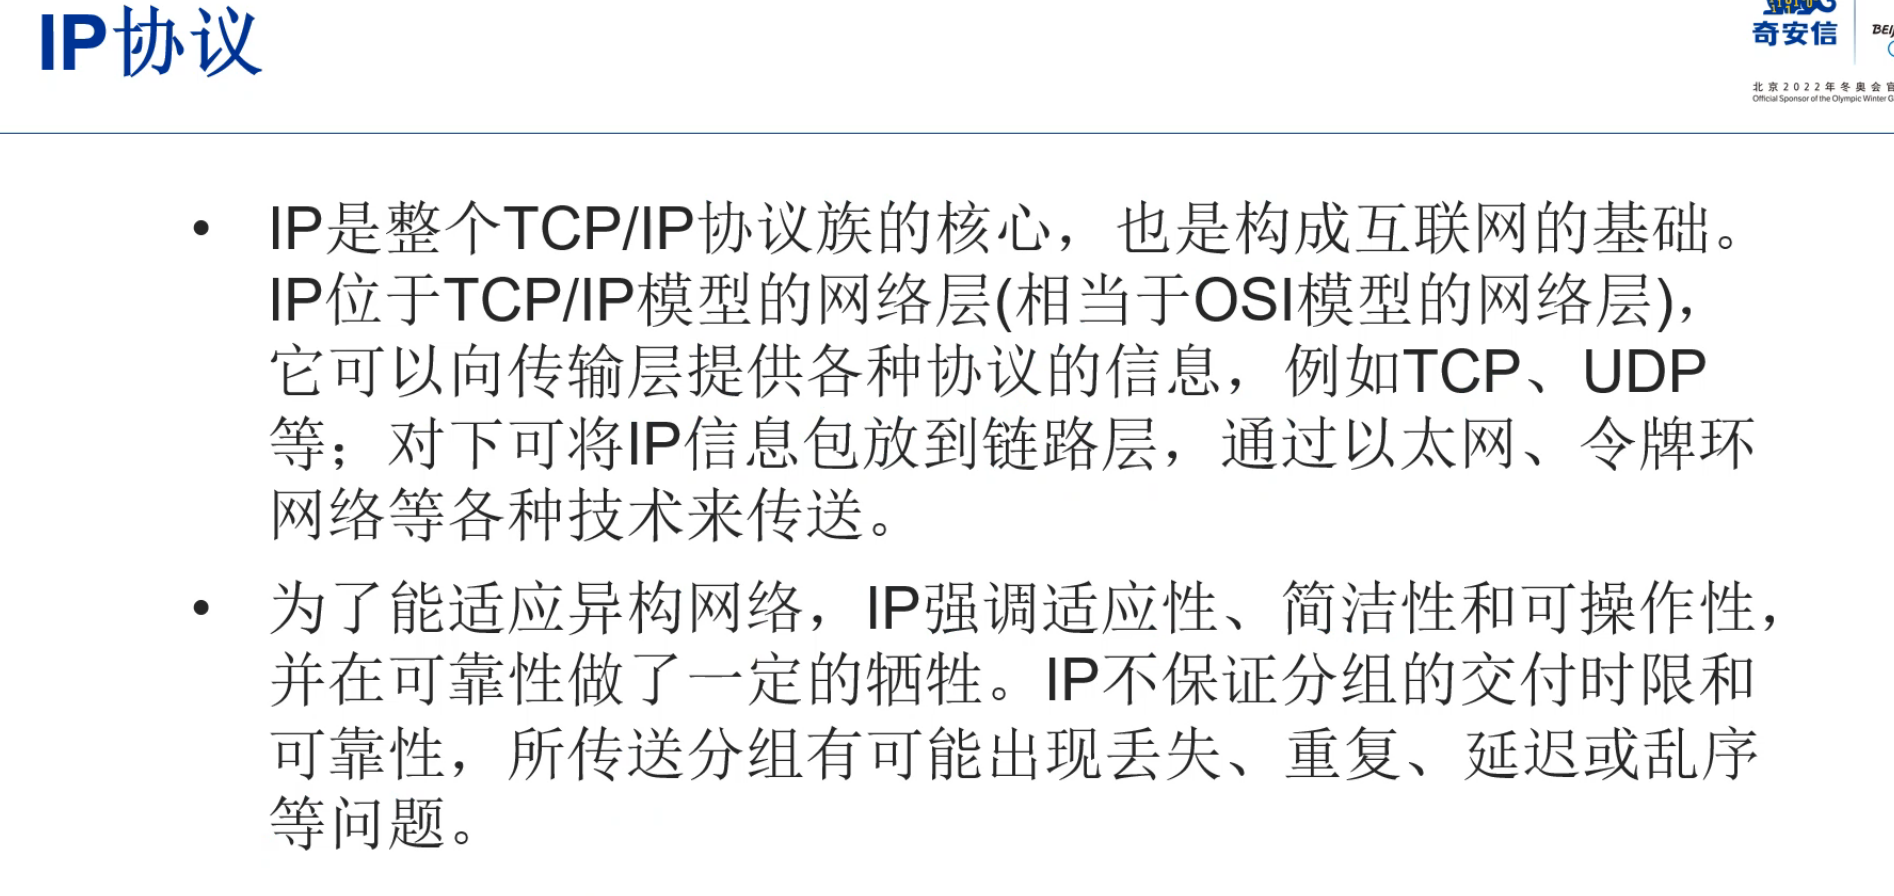 IP协议
奇安信
北京2022年冬奥会官
Official Sponsor of the Olympic Winter G
• IP是整个TCP/IP协议族的核心，也是构成互联网的基础。
IP位于TCP/IP模型的网络层(相当于OSI模型的网络层)，
它可以向传输层提供各种协议的信息，例如TCP、UDP
等；对下可将IP信息包放到链路层，通过以太网、令牌环
网络等各种技术来传送。
• 为了能适应异构网络，IP强调适应性、简洁性和可操作性，
并在可靠性做了一定的牺牲。IP不保证分组的交付时限和
可靠性，所传送分组有可能出现丢失、重复、延迟或乱序
等问题。